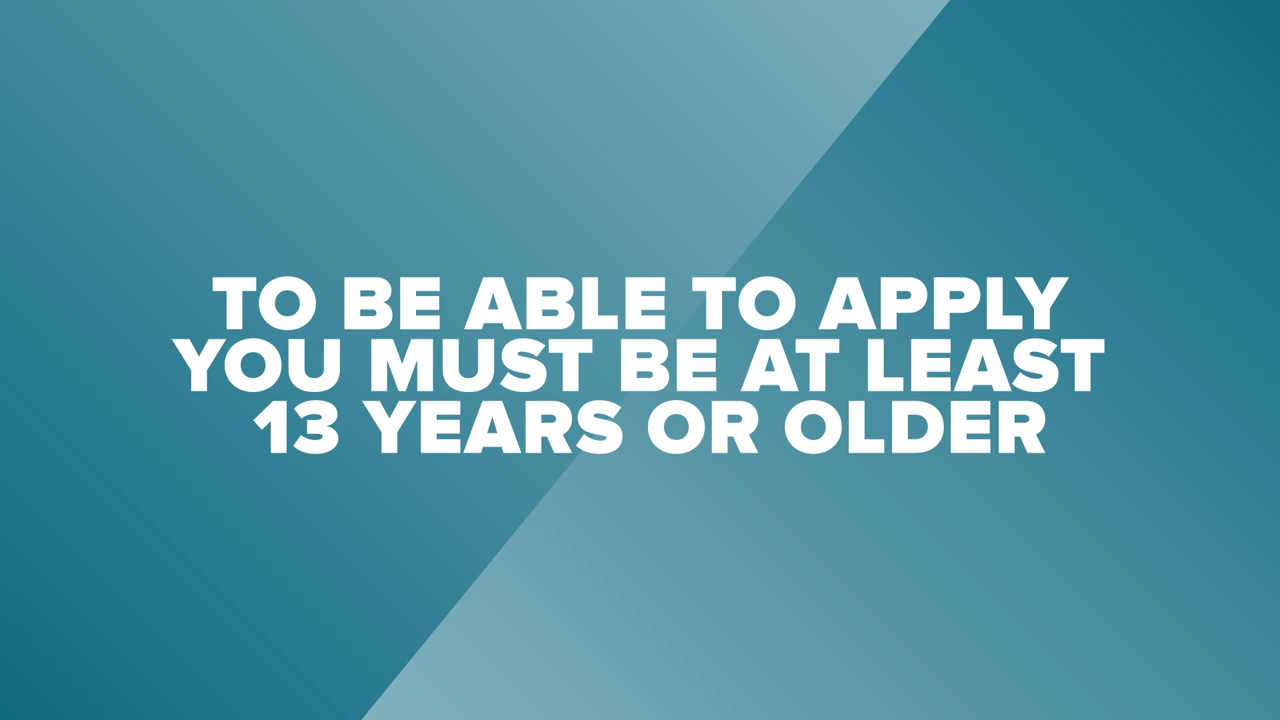 TO BE ABLE TO APPLY
YOU MUST BE AT LEAST
13 YEARS OR OLDER